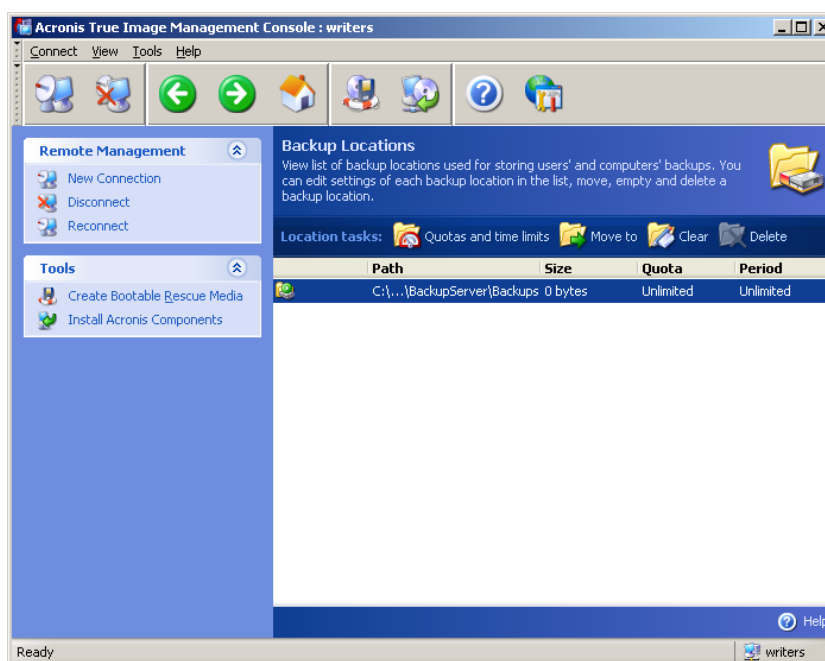 Acronis True Image Management Console : writers
Connect View Tools Help
Remote Management
New Connection
Disconnect
Reconnect
Tools
Create Bootable Rescue Media
Install Acronis Components
Backup Locations
View list of backup locations used for storing users' and computers' backups. You
can edit settings of each backup location in the list, move, empty and delete a
backup location.
Location tasks: Quotas and time limits Move to Clear Delete
Path Size Quota Period
C:\...\BackupServer\Backups 0 bytes Unlimited Unlimited
Help
Ready writers